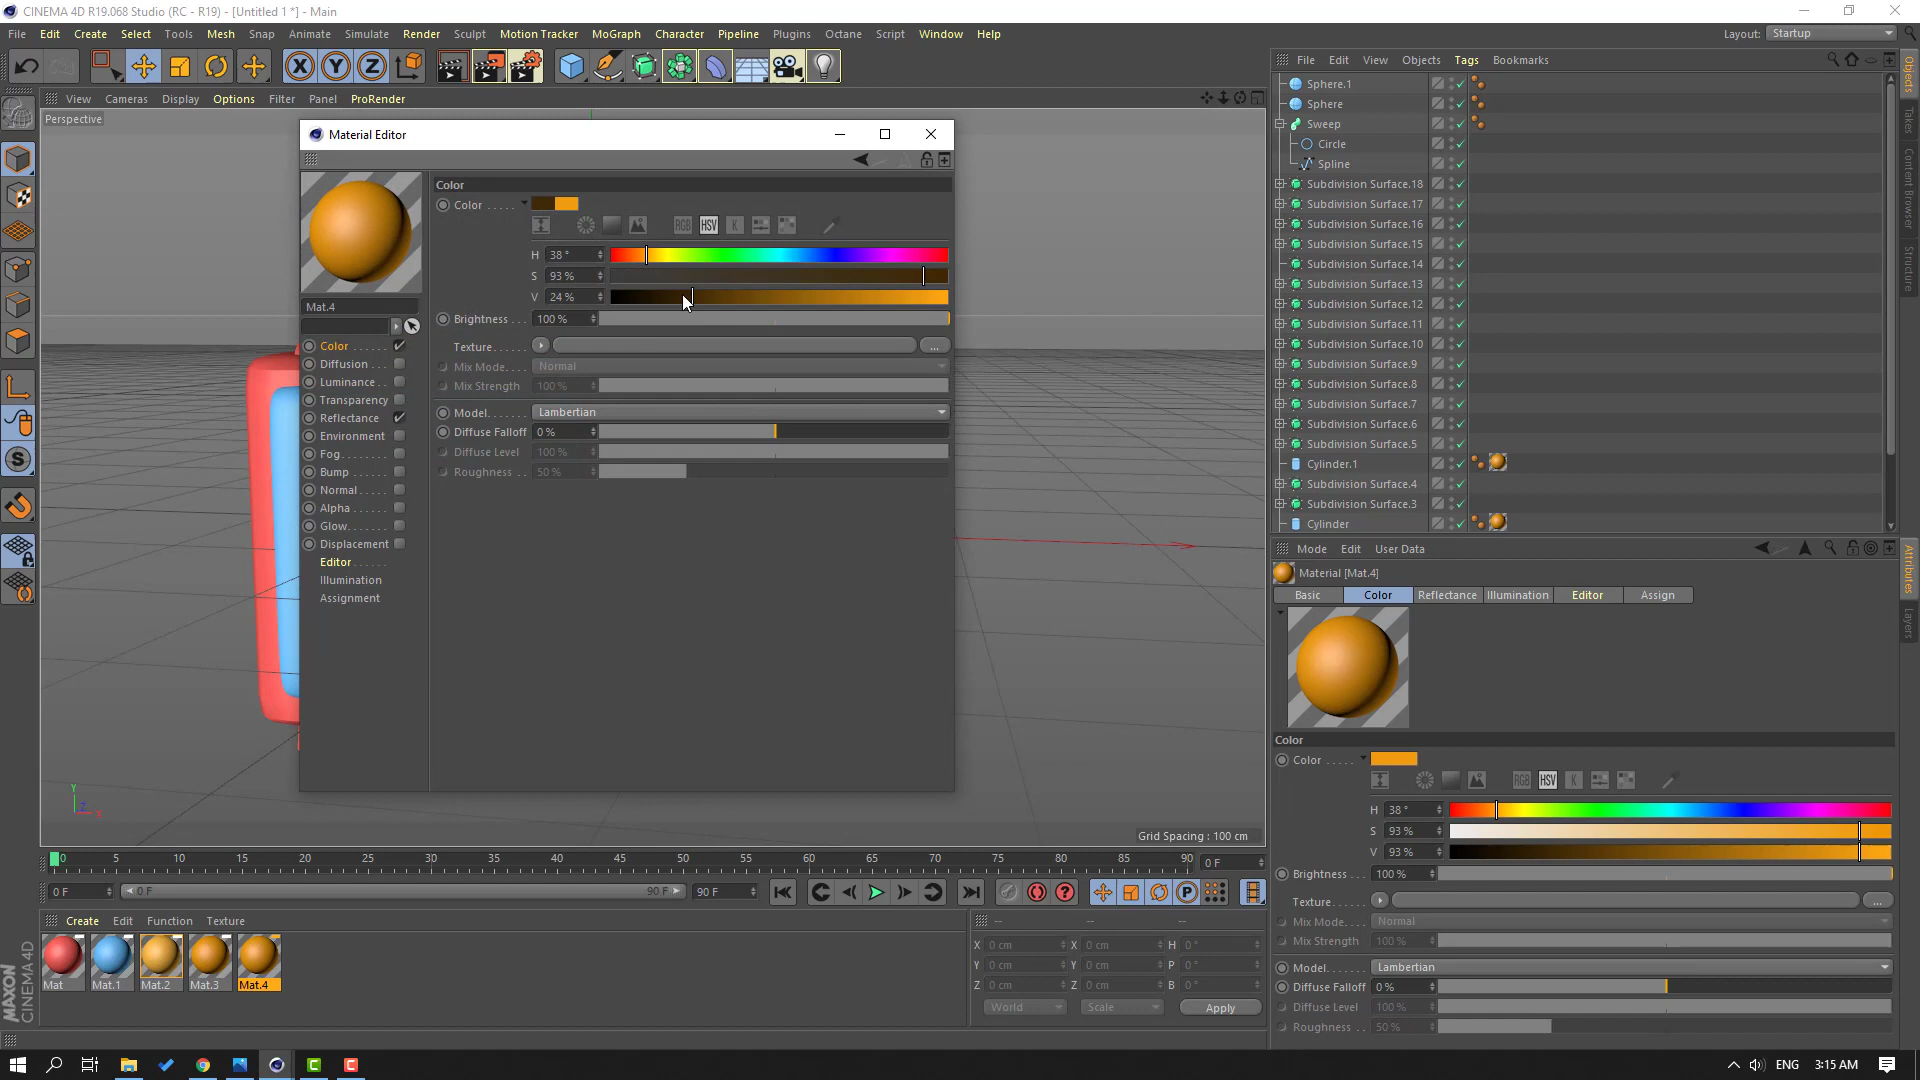 CINEMA 4D R19.068 Studio (RC - R19) - [Untitled 1 *] - Main
File Edit Create Select Tools Mesh Snap Animate Simulate Render Sculpt Motion Tracker MoGraph Character Pipeline Plugins Octane Script Window Help
Layout: Startup
X Y Z
File Edit View Objects Tags Bookmarks
View Cameras Display Options Filter Panel ProRender
Perspective
Material Editor
Color
Color
RGB HSV K
H 38 °
S 93 %
V 24 %
Brightness 100 %
Texture
...
Mix Mode Normal
Mix Strength 100 %
Model Lambertian
Diffuse Falloff 0 %
Diffuse Level 100 %
Roughness 50 %
Mat.4
Color
Diffusion
Luminance
Transparency
Reflectance
Environment
Fog
Bump
Normal
Alpha
Glow
Displacement
Editor
Illumination
Assignment
Sphere.1
Sphere
Sweep
Circle
Spline
Subdivision Surface.18
Subdivision Surface.17
Subdivision Surface.16
Subdivision Surface.15
Subdivision Surface.14
Subdivision Surface.13
Subdivision Surface.12
Subdivision Surface.11
Subdivision Surface.10
Subdivision Surface.9
Subdivision Surface.8
Subdivision Surface.7
Subdivision Surface.6
Subdivision Surface.5
Cylinder.1
Subdivision Surface.4
Subdivision Surface.3
Cylinder
Objects
Takes
Content Browser
Structure
Mode Edit User Data
Material [Mat.4]
Basic Color Reflectance Illumination Editor Assign
Color
Color
RGB HSV K
H 38 °
S 93 %
V 93 %
Brightness 100 %
Texture
...
Mix Mode Normal
Mix Strength 100 %
Model Lambertian
Diffuse Falloff 0 %
Diffuse Level 100 %
Roughness 50 %
Attributes
Layers
Y
Z
X
Grid Spacing : 100 cm
0 5 10 15 20 25 30 35 40 45 50 55 60 65 70 75 80 85 90 0 F
0 F 0 F 90 F 90 F
Create Edit Function Texture
Mat Mat.1 Mat.2 Mat.3 Mat.4
-- -- --
X 0 cm X 0 cm H 0 °
Y 0 cm Y 0 cm P 0 °
Z 0 cm Z 0 cm B 0 °
World Scale Apply
MAXON
CINEMA 4D
ENG 3:15 AM